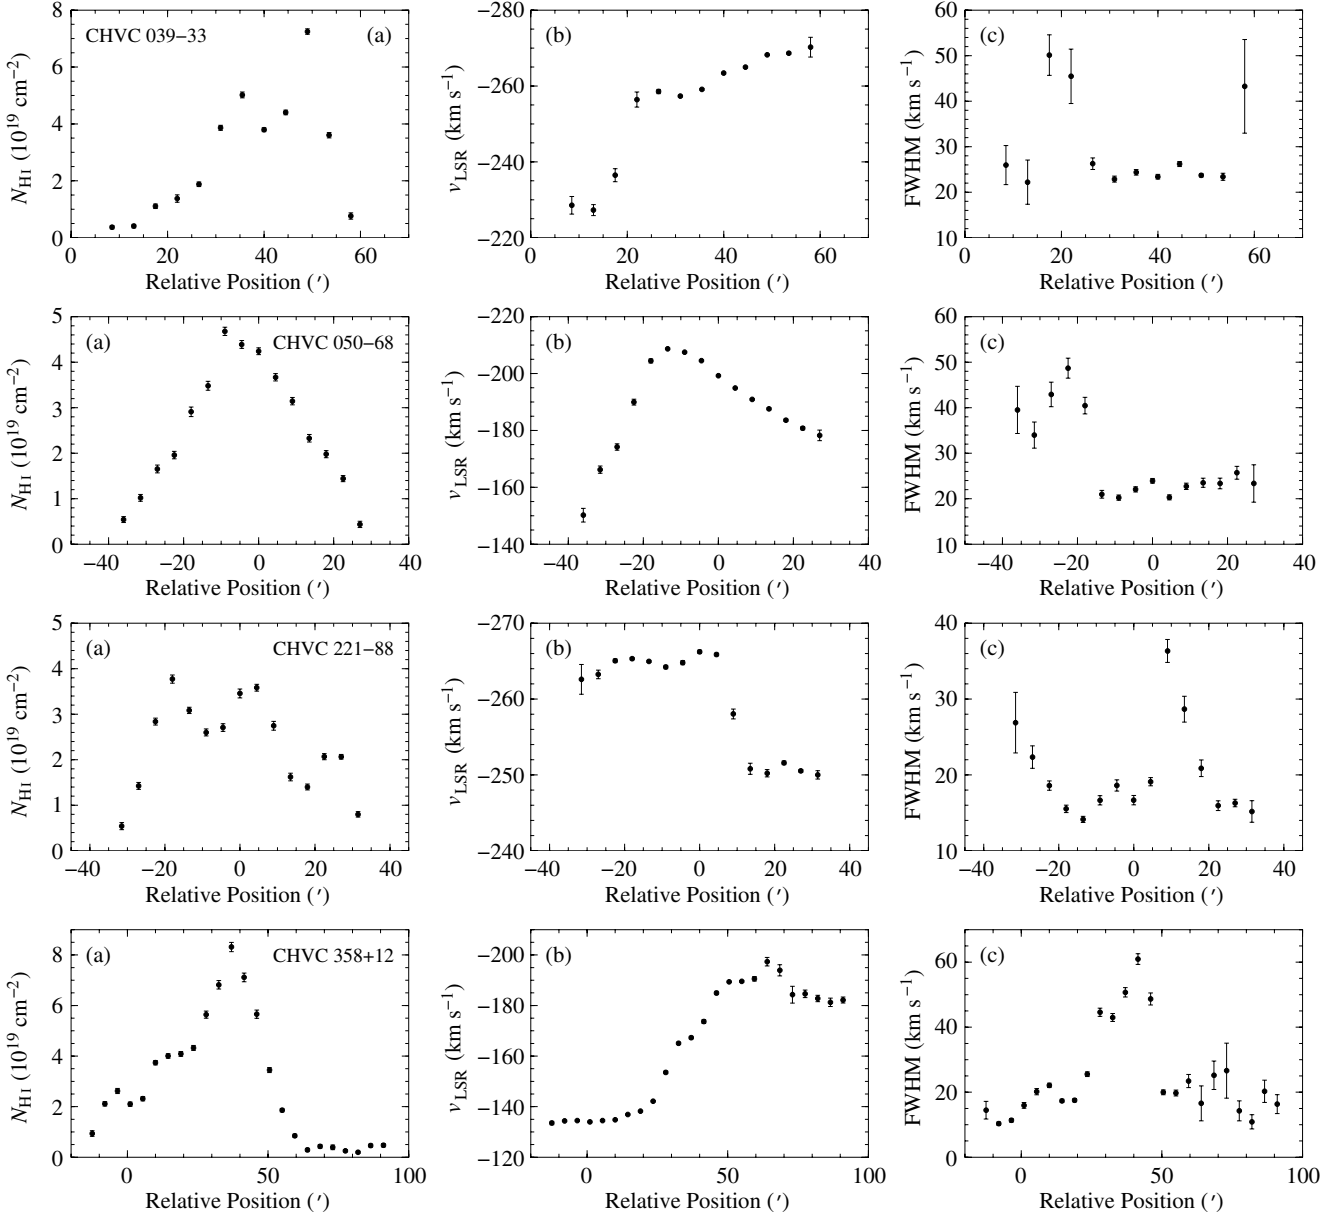 CHVC 039−33 (a)
N_HI (10^19 cm^−2)
0 2 4 6 8
0 20 40 60
Relative Position (′)
(b)
v_LSR (km s^−1)
−280 −260 −240 −220
0 20 40 60
Relative Position (′)
(c)
FWHM (km s^−1)
60 50 40 30 20 10
0 20 40 60
Relative Position (′)
(a) CHVC 050−68
N_HI (10^19 cm^−2)
5 4 3 2 1 0
−40 −20 0 20 40
Relative Position (′)
(b)
v_LSR (km s^−1)
−220 −200 −180 −160 −140
−40 −20 0 20 40
Relative Position (′)
(c)
FWHM (km s^−1)
60 50 40 30 20 10
−40 −20 0 20 40
Relative Position (′)
(a) CHVC 221−88
N_HI (10^19 cm^−2)
5 4 3 2 1 0
−40 −20 0 20 40
Relative Position (′)
(b)
v_LSR (km s^−1)
−270 −260 −250 −240
−40 −20 0 20 40
Relative Position (′)
(c)
FWHM (km s^−1)
40 30 20 10
−40 −20 0 20 40
Relative Position (′)
(a) CHVC 358+12
N_HI (10^19 cm^−2)
8 6 4 2 0
0 50 100
Relative Position (′)
(b)
v_LSR (km s^−1)
−200 −180 −160 −140 −120
0 50 100
Relative Position (′)
(c)
FWHM (km s^−1)
60 40 20 0
0 50 100
Relative Position (′)